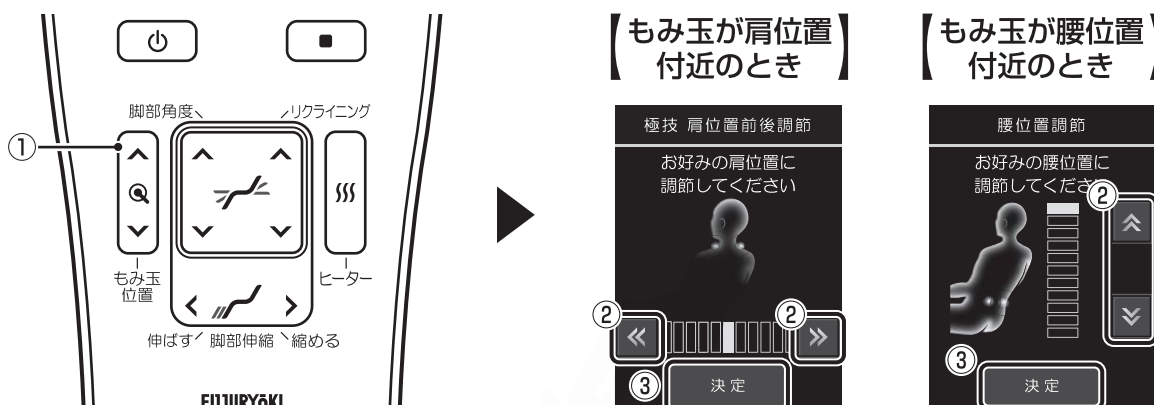 脚部角度
リクライニング
①
もみ玉
位置
ヒーター
伸ばす
脚部伸縮
縮める
FUJIIRYOKI
もみ玉が肩位置
付近のとき
極技 肩位置前後調節
お好みの肩位置に
調節してください
②
②
③
決定
もみ玉が腰位置
付近のとき
腰位置調節
お好みの腰位置に
調節してください
②
③
決定